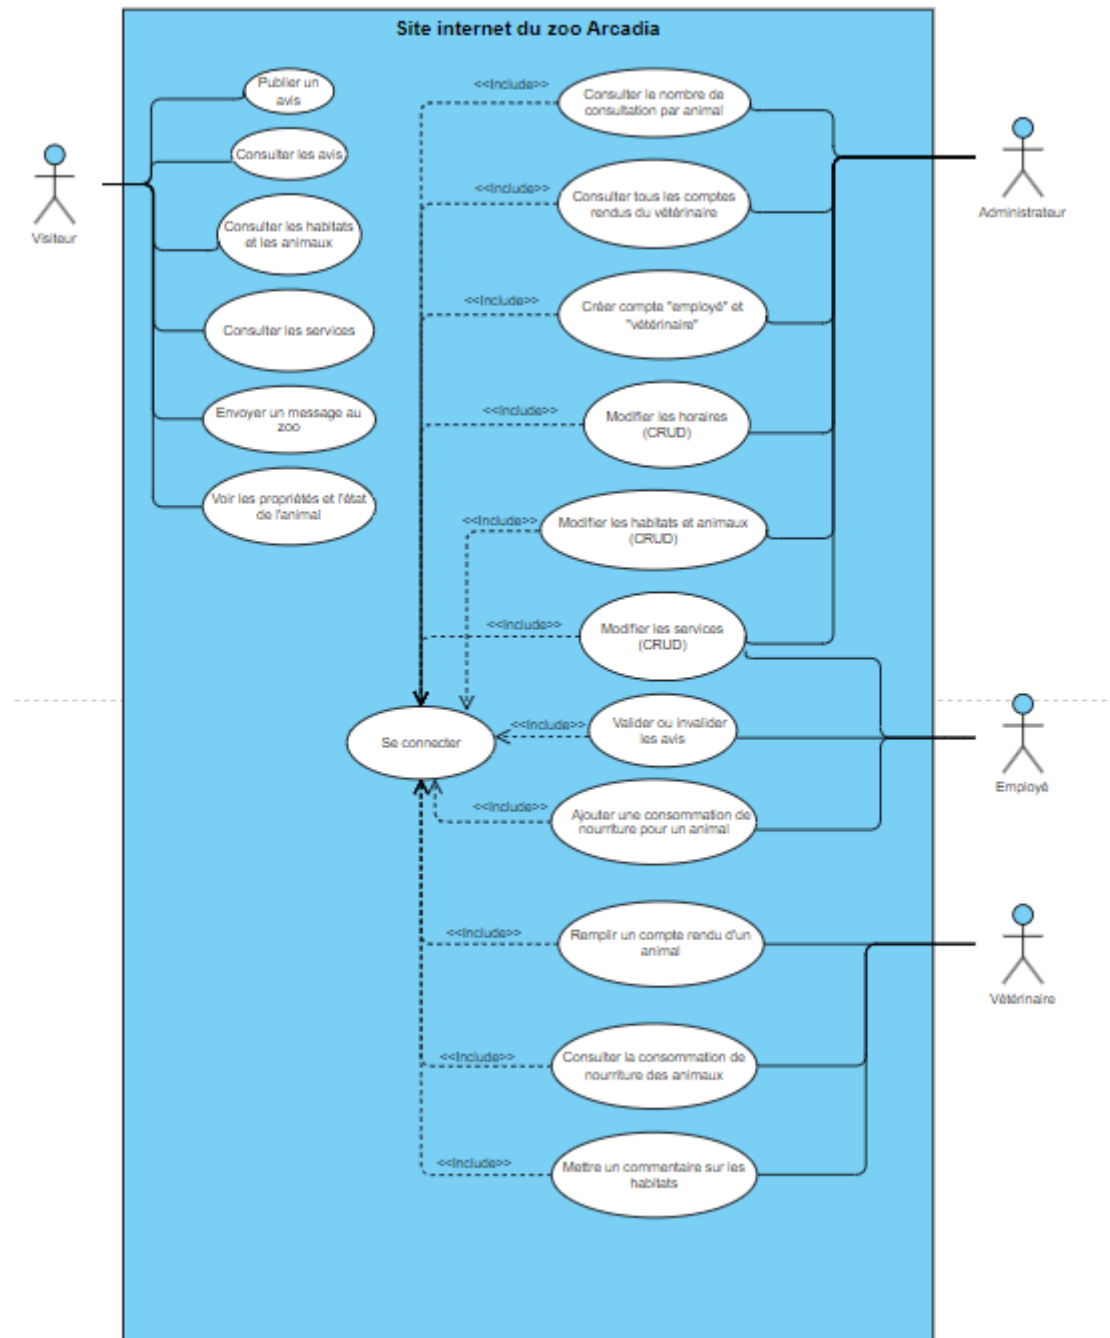 Site internet du zoo Arcadia
Publier un
avis
Consulter les avis
Consulter les habitats
et les animaux
Consulter les services
Envoyer un message au
zoo
Voir les propriétés et l'état
de l'animal
Visiteur
<<Include>>
Consulter le nombre de
consultation par animal
<<Include>>
Consulter tous les comptes
rendus du vétérinaire
<<Include>>
Créer compte "employé" et
"vétérinaire"
<<Include>>
Modifier les horaires
(CRUD)
<<Include>>
Modifier les habitats et animaux
(CRUD)
<<Include>>
Modifier les services
(CRUD)
Se connecter
<<Include>>
Valider ou invalider
les avis
<<Include>>
Ajouter une consommation de
nourriture pour un animal
<<Include>>
Remplir un compte rendu d'un
animal
<<Include>>
Consulter la consommation de
nourriture des animaux
<<Include>>
Mettre un commentaire sur les
habitats
Administrateur
Employé
Vétérinaire